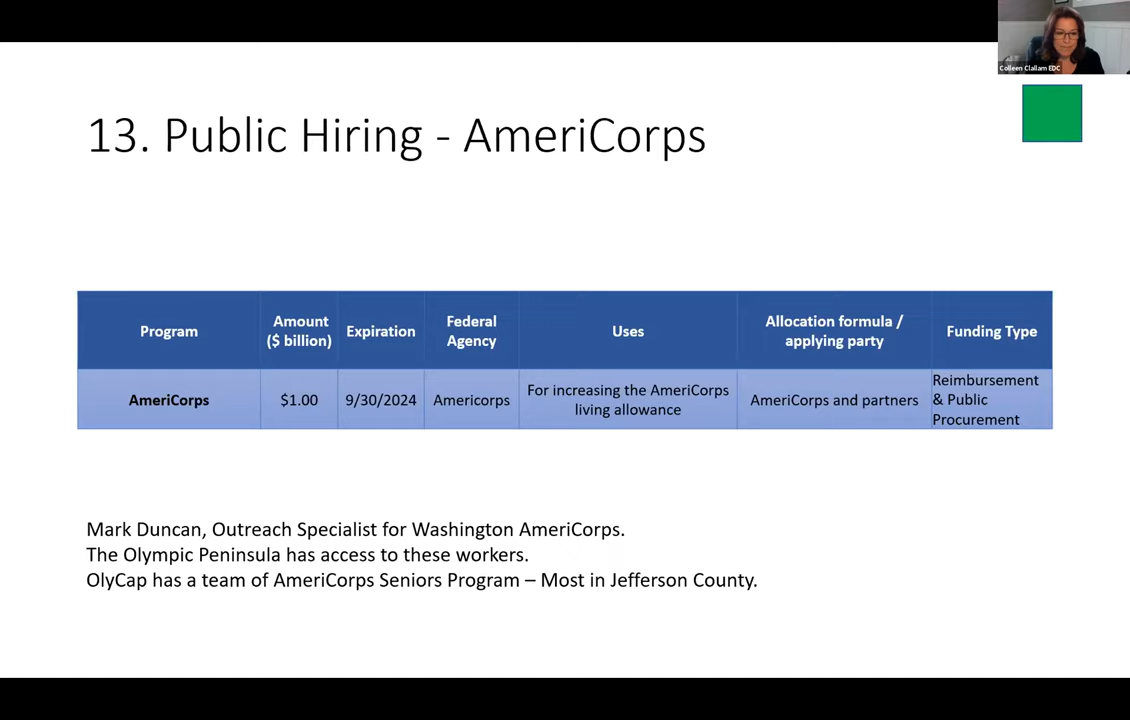 Colleen Clallam EDC
13. Public Hiring - AmeriCorps
Program
Amount
($ billion)
Expiration
Federal
Agency
Uses
Allocation formula /
applying party
Funding Type
AmeriCorps
$1.00
9/30/2024
Americorps
For increasing the AmeriCorps
living allowance
AmeriCorps and partners
Reimbursement
& Public
Procurement
Mark Duncan, Outreach Specialist for Washington AmeriCorps.
The Olympic Peninsula has access to these workers.
OlyCap has a team of AmeriCorps Seniors Program – Most in Jefferson County.